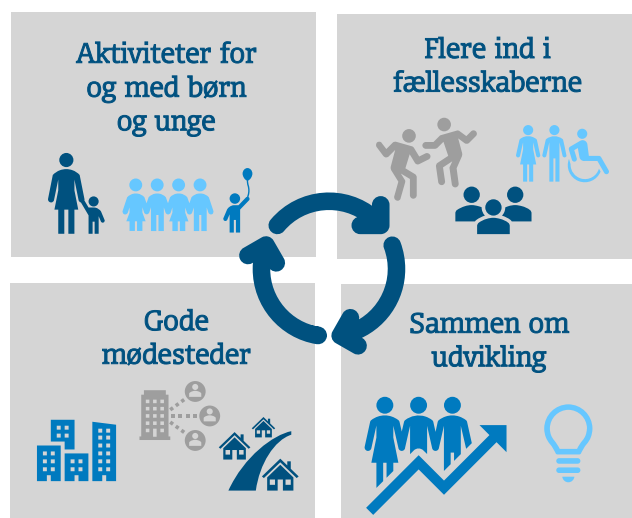 Aktiviteter for
og med børn
og unge
Flere ind i
fællesskaberne
Gode
mødesteder
Sammen om
udvikling